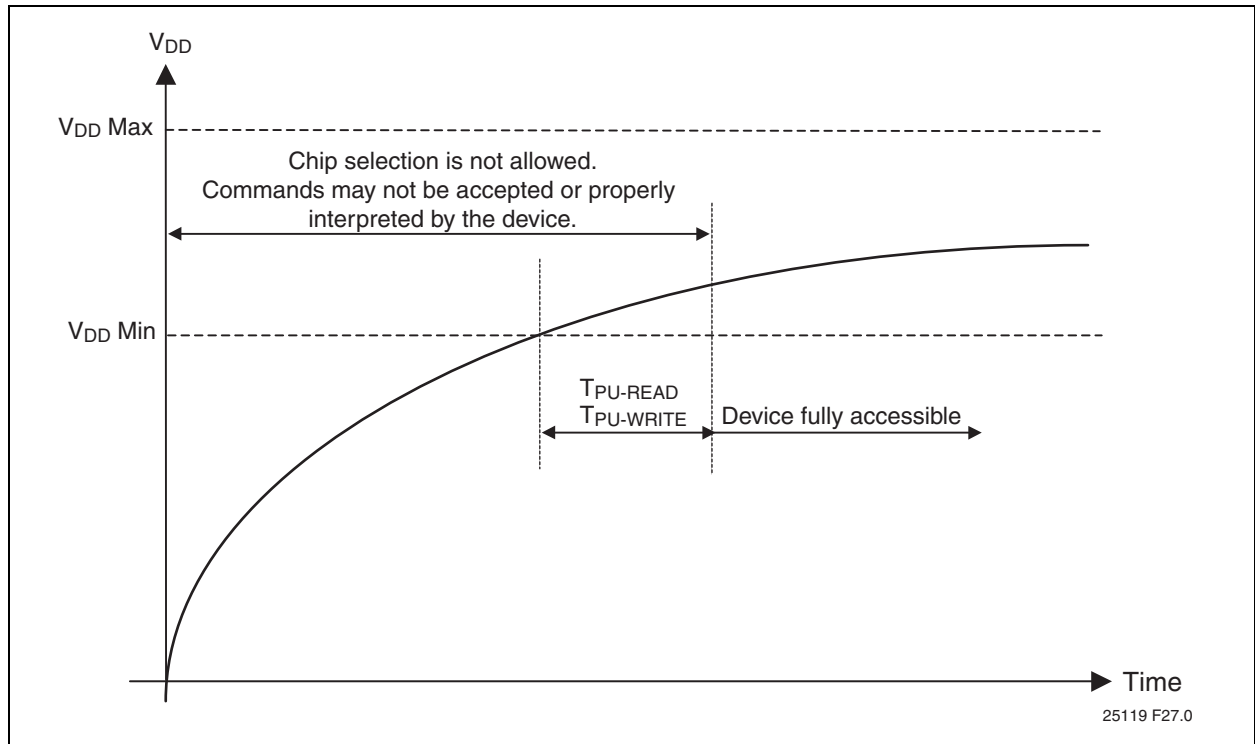 VDD
VDD Max
Chip selection is not allowed.
Commands may not be accepted or properly
interpreted by the device.
VDD Min
TPU-READ
TPU-WRITE
Device fully accessible
Time
25119 F27.0